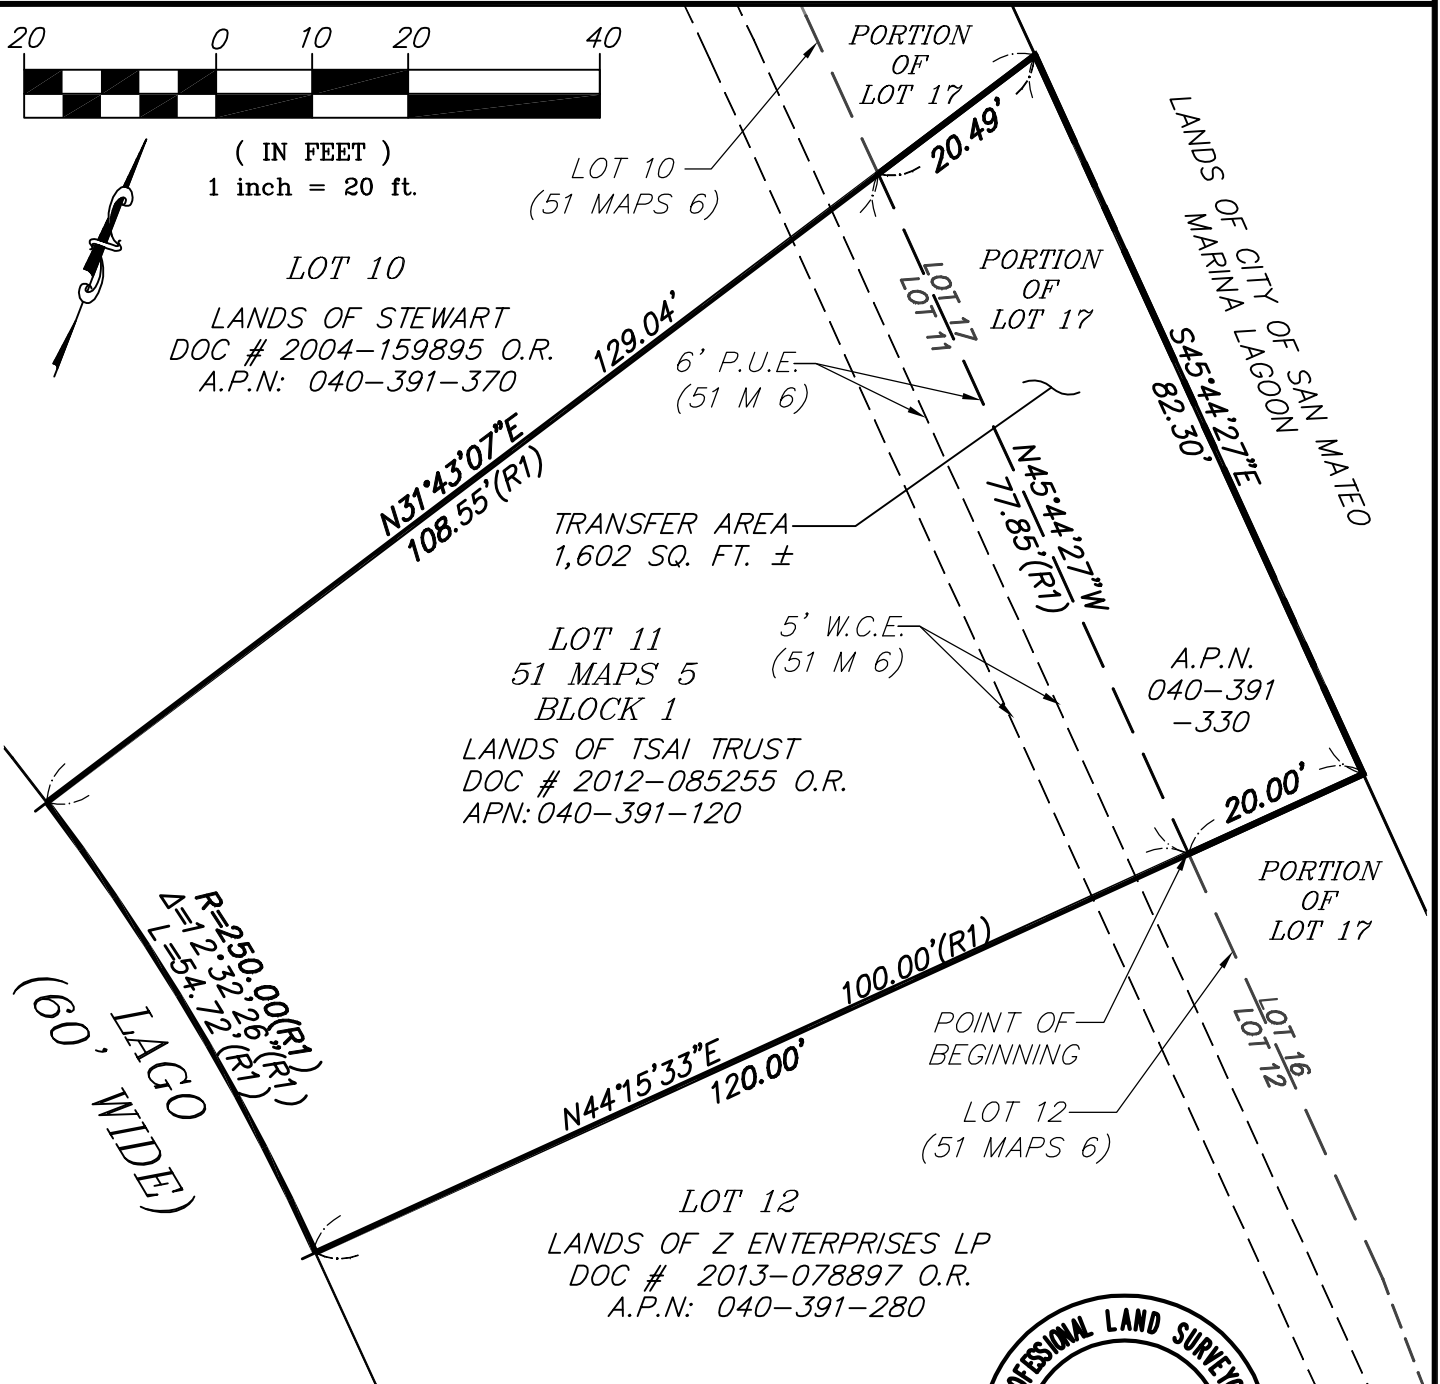 20 0 10 20 40
( IN FEET )
1 inch = 20 ft.
PORTION
OF
LOT 17
20.49'
LOT 10
(51 MAPS 6)
LANDS OF CITY OF SAN MATEO
MARINA LAGOON
LOT 10
LANDS OF STEWART
DOC # 2004-159895 O.R.
A.P.N: 040-391-370
129.04'
N31°43'07"E
108.55'(R1)
LOT 17
LOT 11
PORTION
OF
LOT 17
6' P.U.E.
(51 M 6)
S45°44'27"E
82.30'
N45°44'27"W
77.85'(R1)
TRANSFER AREA
1,602 SQ. FT. ±
5' W.C.E.
(51 M 6)
LOT 11
51 MAPS 5
BLOCK 1
LANDS OF TSAI TRUST
DOC # 2012-085255 O.R.
APN: 040-391-120
A.P.N.
040-391
-330
20.00'
PORTION
OF
LOT 17
R=250.00(R1)
Δ=12°32'26"(R1)
L=54.72'(R1)
LAGO
(60' WIDE)
100.00'(R1)
N44°15'33"E
120.00'
POINT OF
BEGINNING
LOT 16
LOT 12
LOT 12
(51 MAPS 6)
LOT 12
LANDS OF Z ENTERPRISES LP
DOC # 2013-078897 O.R.
A.P.N: 040-391-280
OFESSIONAL LAND SURVEYO